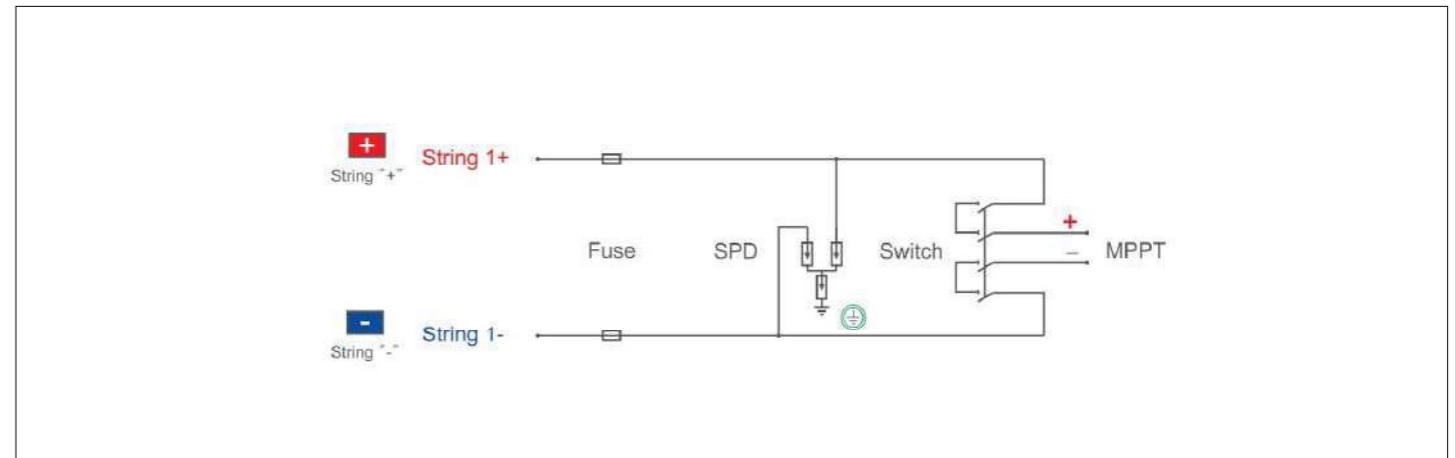 +
String "+"
String 1+
Fuse
SPD
Switch
+
−
MPPT
-
String "-"
String 1-